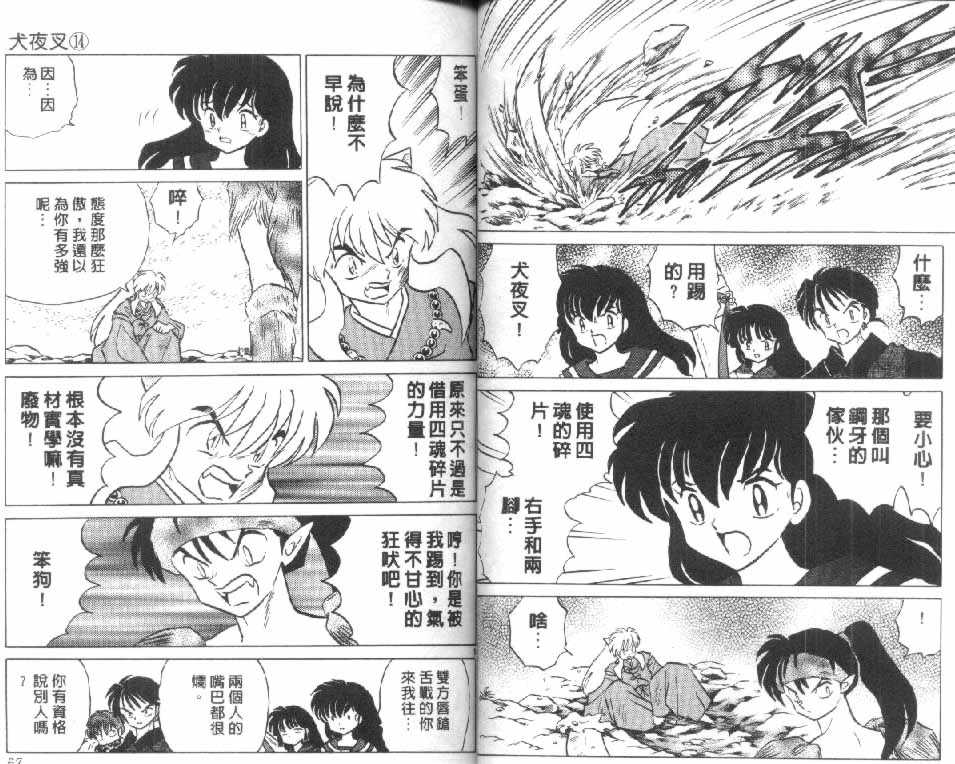 什麼…
用踢
的?
犬夜叉!
要小心!
那個叫
鋼牙的
傢伙…
使用四
魂的碎
片!
右手和兩
腳…
!
啥…
犬夜叉⑭
笨蛋!
為什麼不
早說!
因…因
為…
啐!
態度那麼狂
傲，我還以
為你有多強
呢…
原來只不過是
借用四魂碎片
的力量!
根本沒有真
材實學嘛!
廢物!
哼!你是被
我踢到，氣
得不甘心的
狂吠吧!
笨狗!
雙方唇鎗
舌戰的你
來我往…
兩個人的
嘴巴都很
爛。
你有資格
說別人嗎
?
67